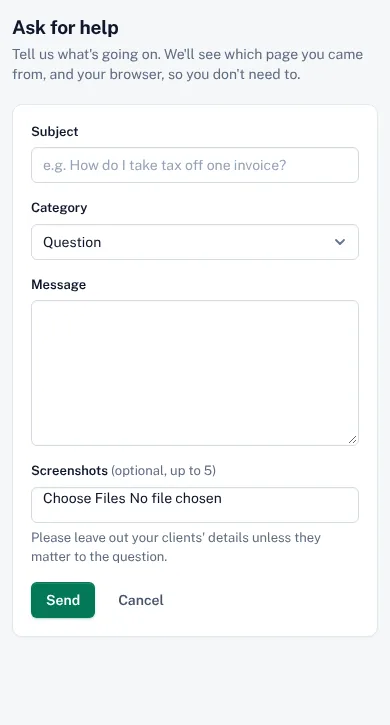 Ask for help
Tell us what's going on. We'll see which page you came
from, and your browser, so you don't need to.
Subject
e.g. How do I take tax off one invoice?
Category
Question
Message
Screenshots (optional, up to 5)
Choose Files No file chosen
Please leave out your clients' details unless they
matter to the question.
Send Cancel